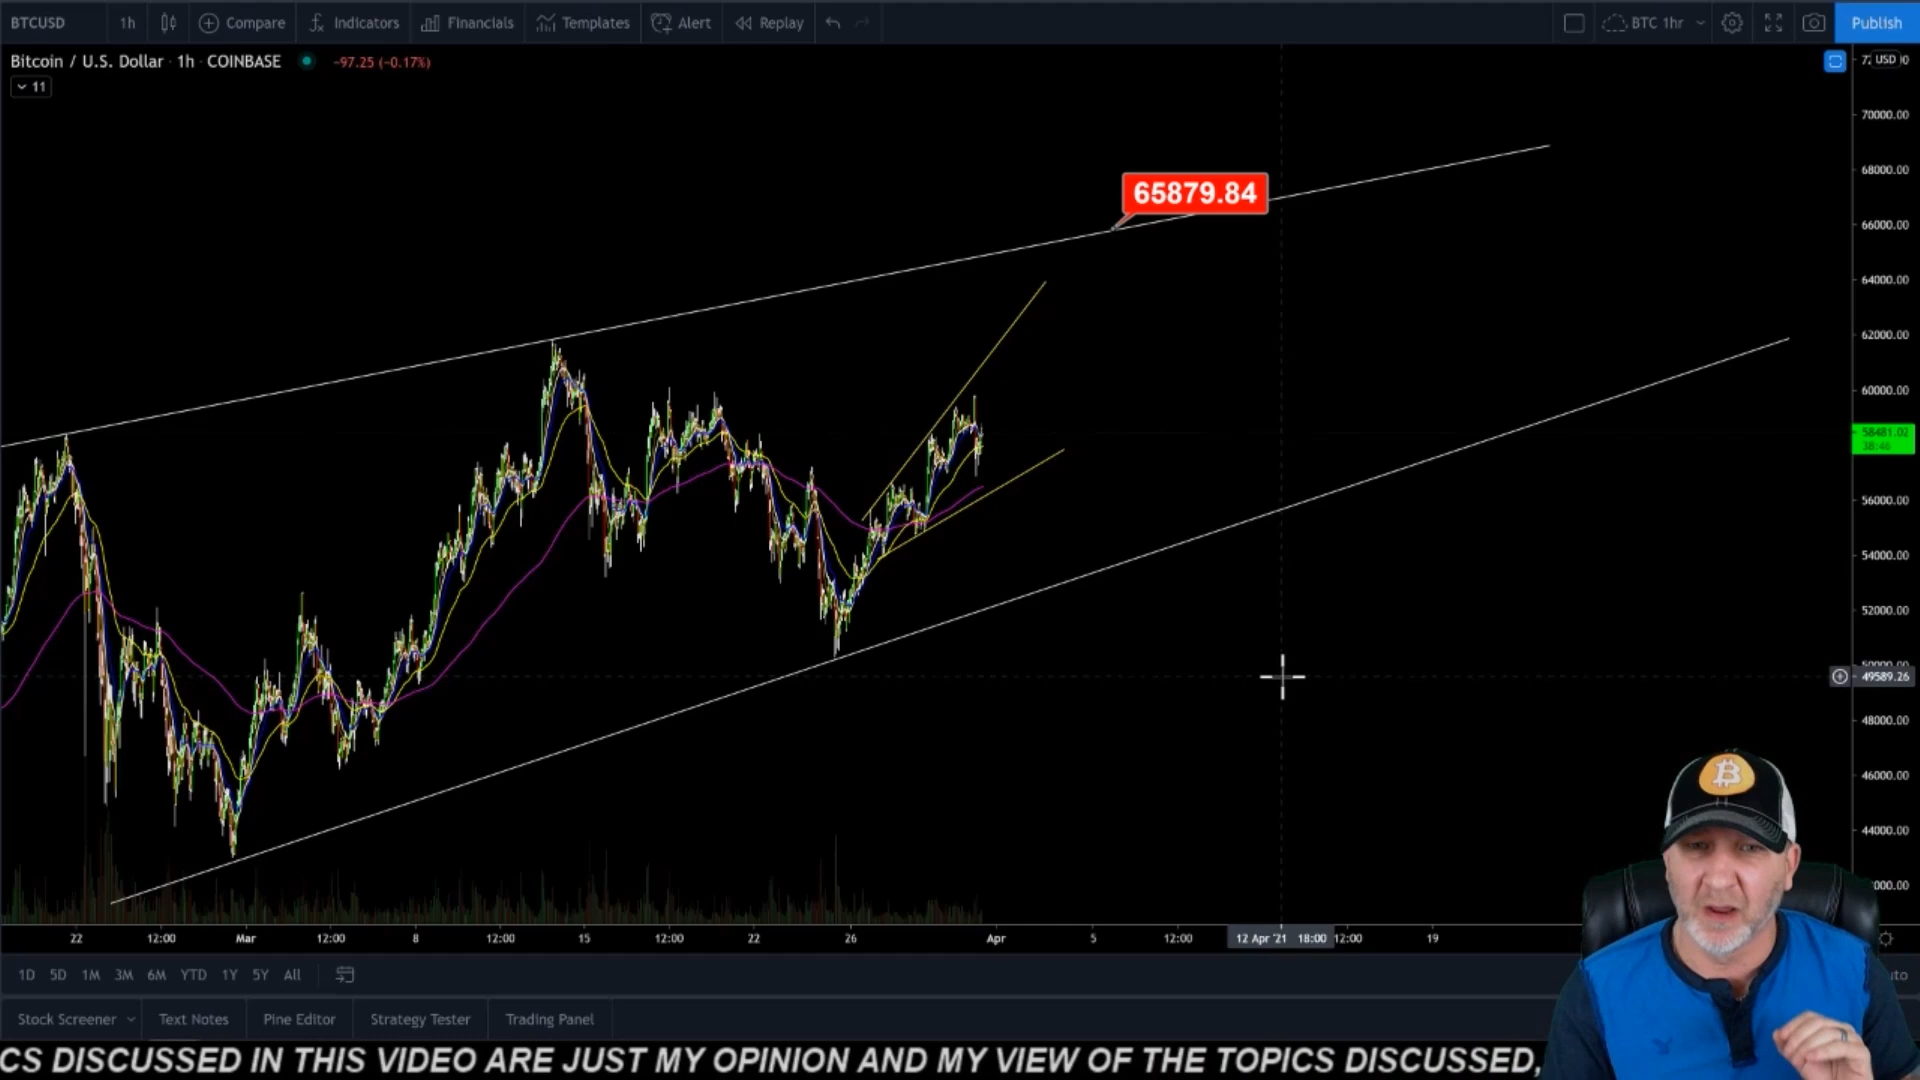 BTCUSD 1h Compare Indicators Financials Templates Alert Replay BTC 1hr Publish
Bitcoin / U.S. Dollar · 1h · COINBASE −97.25 (−0.17%)
11
USD
70000.00
68000.00
65879.84
66000.00
64000.00
62000.00
60000.00
58481.02
38:46
56000.00
54000.00
52000.00
50000.00
49589.26
48000.00
46000.00
44000.00
22 12:00 Mar 12:00 8 12:00 15 12:00 22 26 Apr 5 12:00 12 Apr '21 18:00 12:00 19
1D 5D 1M 3M 6M YTD 1Y 5Y All
Stock Screener Text Notes Pine Editor Strategy Tester Trading Panel
CS DISCUSSED IN THIS VIDEO ARE JUST MY OPINION AND MY VIEW OF THE TOPICS DISCUSSED,